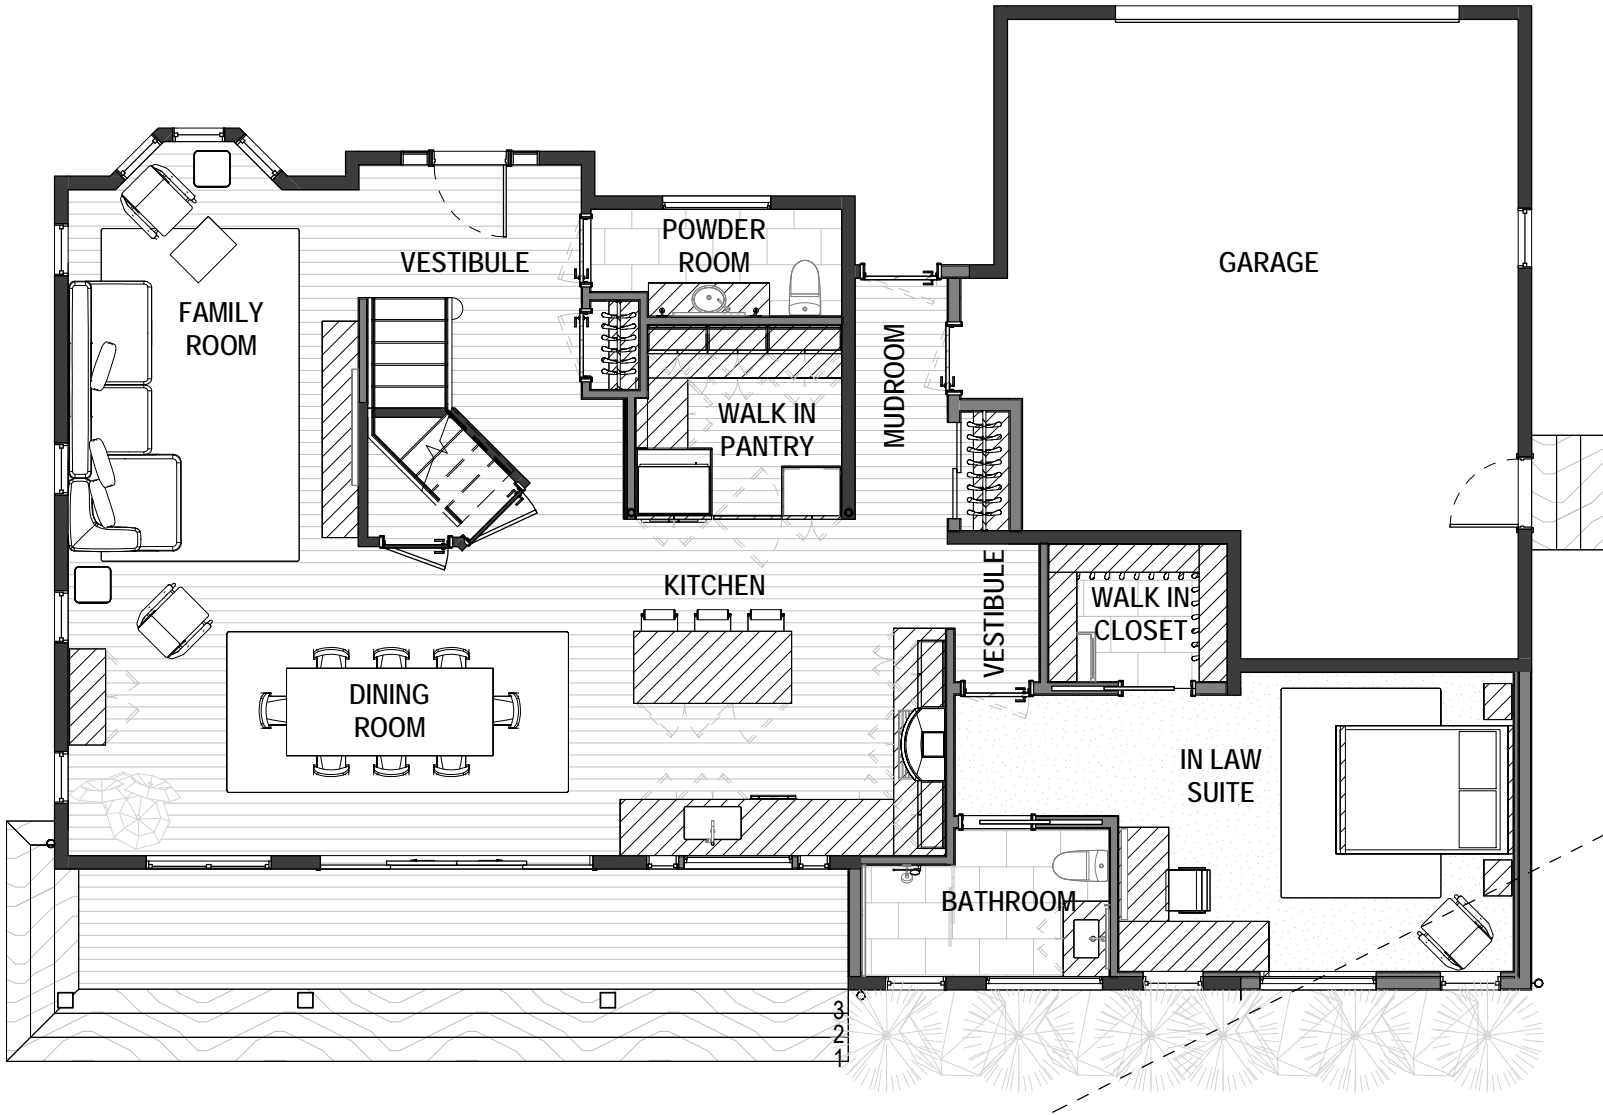 POWDER
ROOM
VESTIBULE
GARAGE
FAMILY
ROOM
MUDROOM
WALK IN
PANTRY
KITCHEN
VESTIBULE
WALK IN
CLOSET
DINING
ROOM
IN LAW
SUITE
BATHROOM
3
2
1